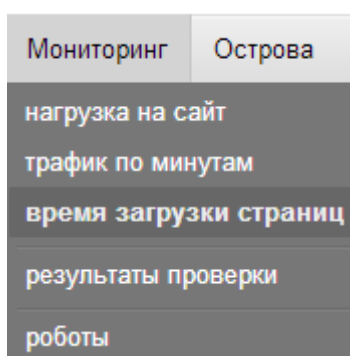 Мониторинг Острова
нагрузка на сайт
трафик по минутам
время загрузки страниц
результаты проверки
роботы